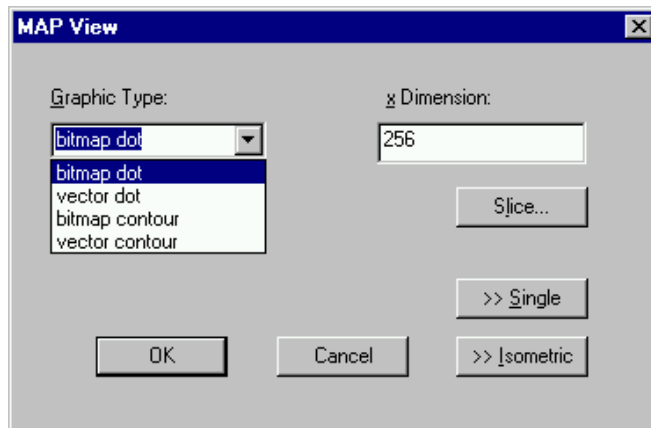 MAP View
Graphic Type:
x Dimension:
bitmap dot
256
bitmap dot
vector dot
bitmap contour
vector contour
Slice...
>> Single
OK
Cancel
>> Isometric